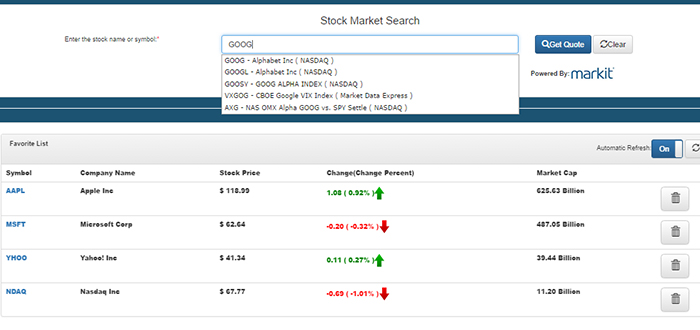 Stock Market Search
Enter the stock name or symbol:*
GOOG
Get Quote
Clear
GOOG - Alphabet Inc ( NASDAQ )
GOOGL - Alphabet Inc ( NASDAQ )
GOOSY - GOOG ALPHA INDEX ( NASDAQ )
VXGOG - CBOE Google VIX Index ( Market Data Express )
AXG - NAS OMX Alpha GOOG vs. SPY Settle ( NASDAQ )
Powered By: markit
Favorite List
Automatic Refresh: On
Symbol Company Name Stock Price Change(Change Percent) Market Cap
AAPL Apple Inc $ 118.99 1.08 ( 0.92% ) 625.63 Billion
MSFT Microsoft Corp $ 62.64 -0.20 ( -0.32% ) 487.05 Billion
YHOO Yahoo! Inc $ 41.34 0.11 ( 0.27% ) 39.44 Billion
NDAQ Nasdaq Inc $ 67.77 -0.69 ( -1.01% ) 11.20 Billion